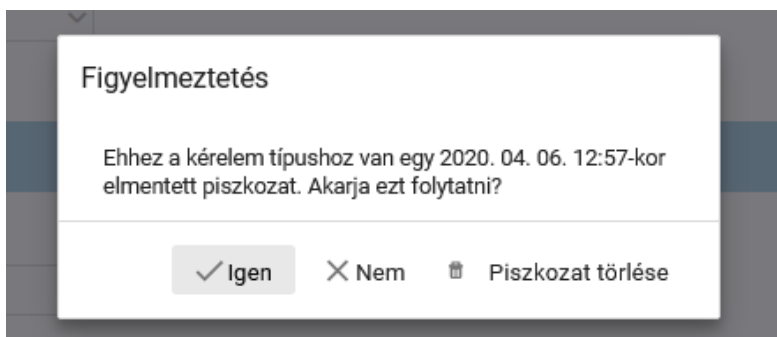 Figyelmeztetés
Ehhez a kérelem típushoz van egy 2020. 04. 06. 12:57-kor
elmentett piszkozat. Akarja ezt folytatni?
Igen Nem Piszkozat törlése